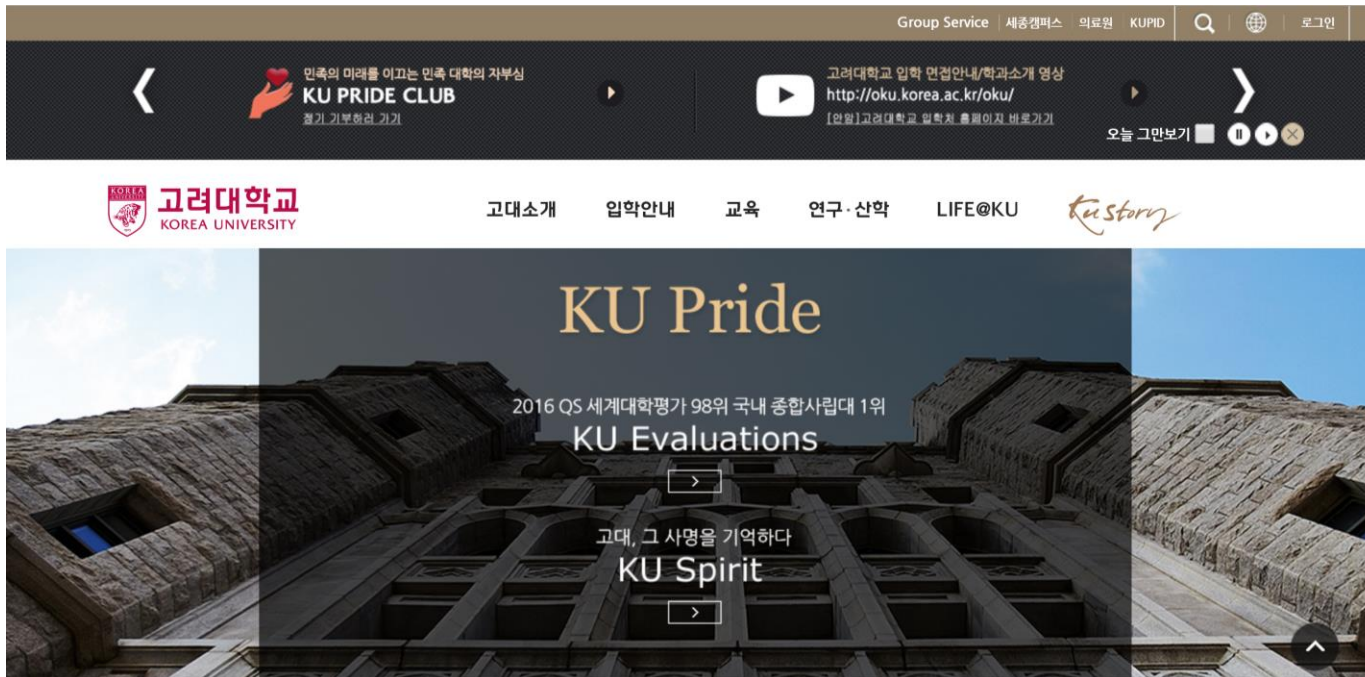 Group Service 세종캠퍼스 의료원 KUPID 로그인
민족의 미래를 이끄는 민족 대학의 자부심
KU PRIDE CLUB
정기 기부하러 가기
고려대학교 입학 면접안내/학과소개 영상
http://oku.korea.ac.kr/oku/
[안암]고려대학교 입학처 홈페이지 바로가기
오늘 그만보기
KOREA
UNIVERSITY
고려대학교
KOREA UNIVERSITY
고대소개 입학안내 교육 연구·산학 LIFE@KU Ku story
KU Pride
2016 QS 세계대학평가 98위 국내 종합사립대 1위
KU Evaluations
고대, 그 사명을 기억하다
KU Spirit